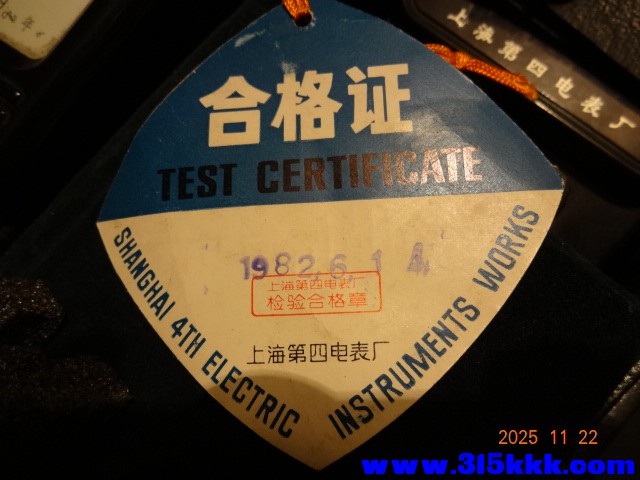 上海第四电表厂
合格证
TEST CERTIFICATE
1982.6.14
上海第四电表厂
检验合格章
上海第四电表厂
SHANGHAI 4TH ELECTRIC INSTRUMENTS WORKS
2025 11 22
www.315kkk.com